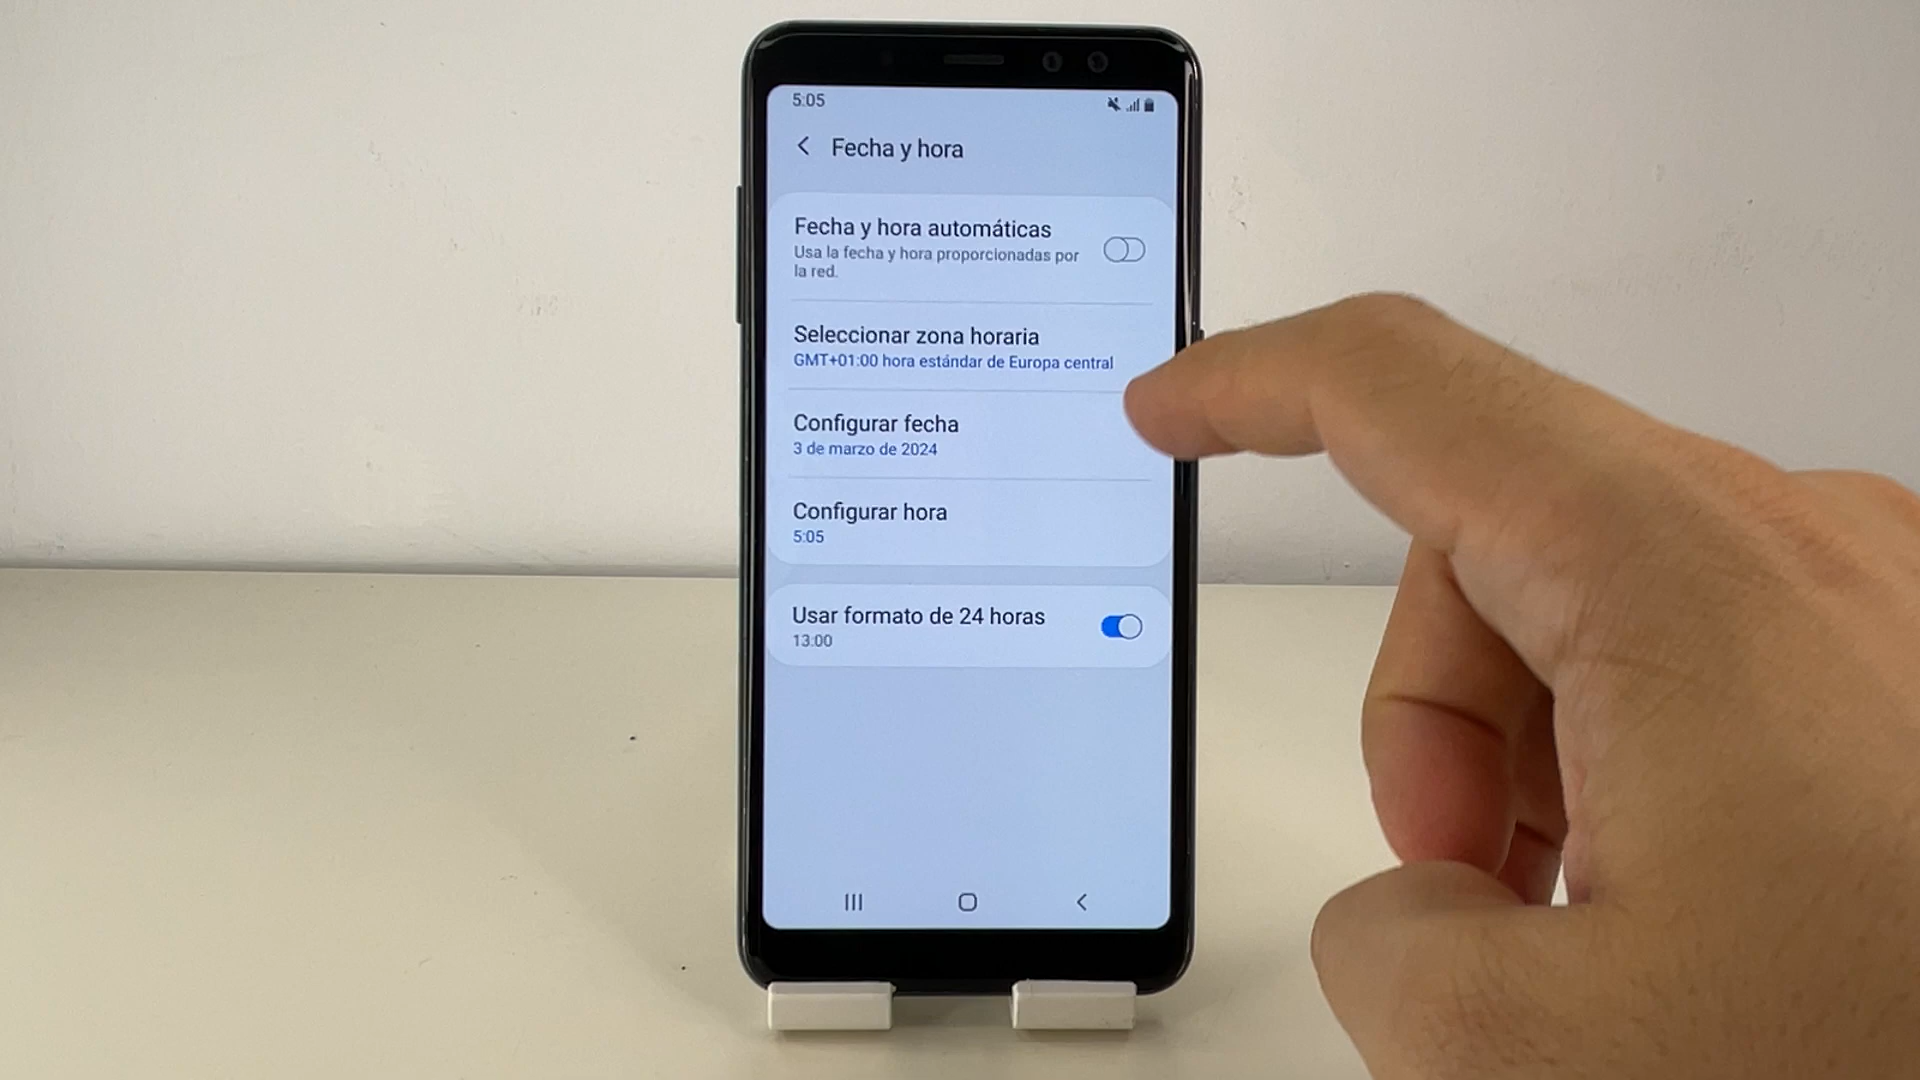 5:05
Fecha y hora
Fecha y hora automáticas
Usa la fecha y hora proporcionadas por
la red.
Seleccionar zona horaria
GMT+01:00 hora estándar de Europa central
Configurar fecha
3 de marzo de 2024
Configurar hora
5:05
Usar formato de 24 horas
13:00